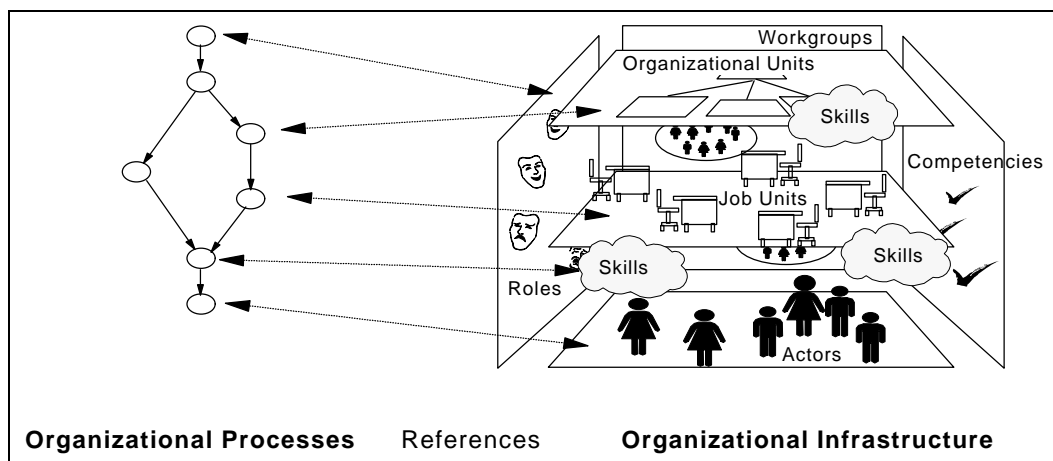 Workgroups
Organizational Units
Skills
Competencies
Job Units
Skills
Skills
Roles
Actors
Organizational Processes References Organizational Infrastructure